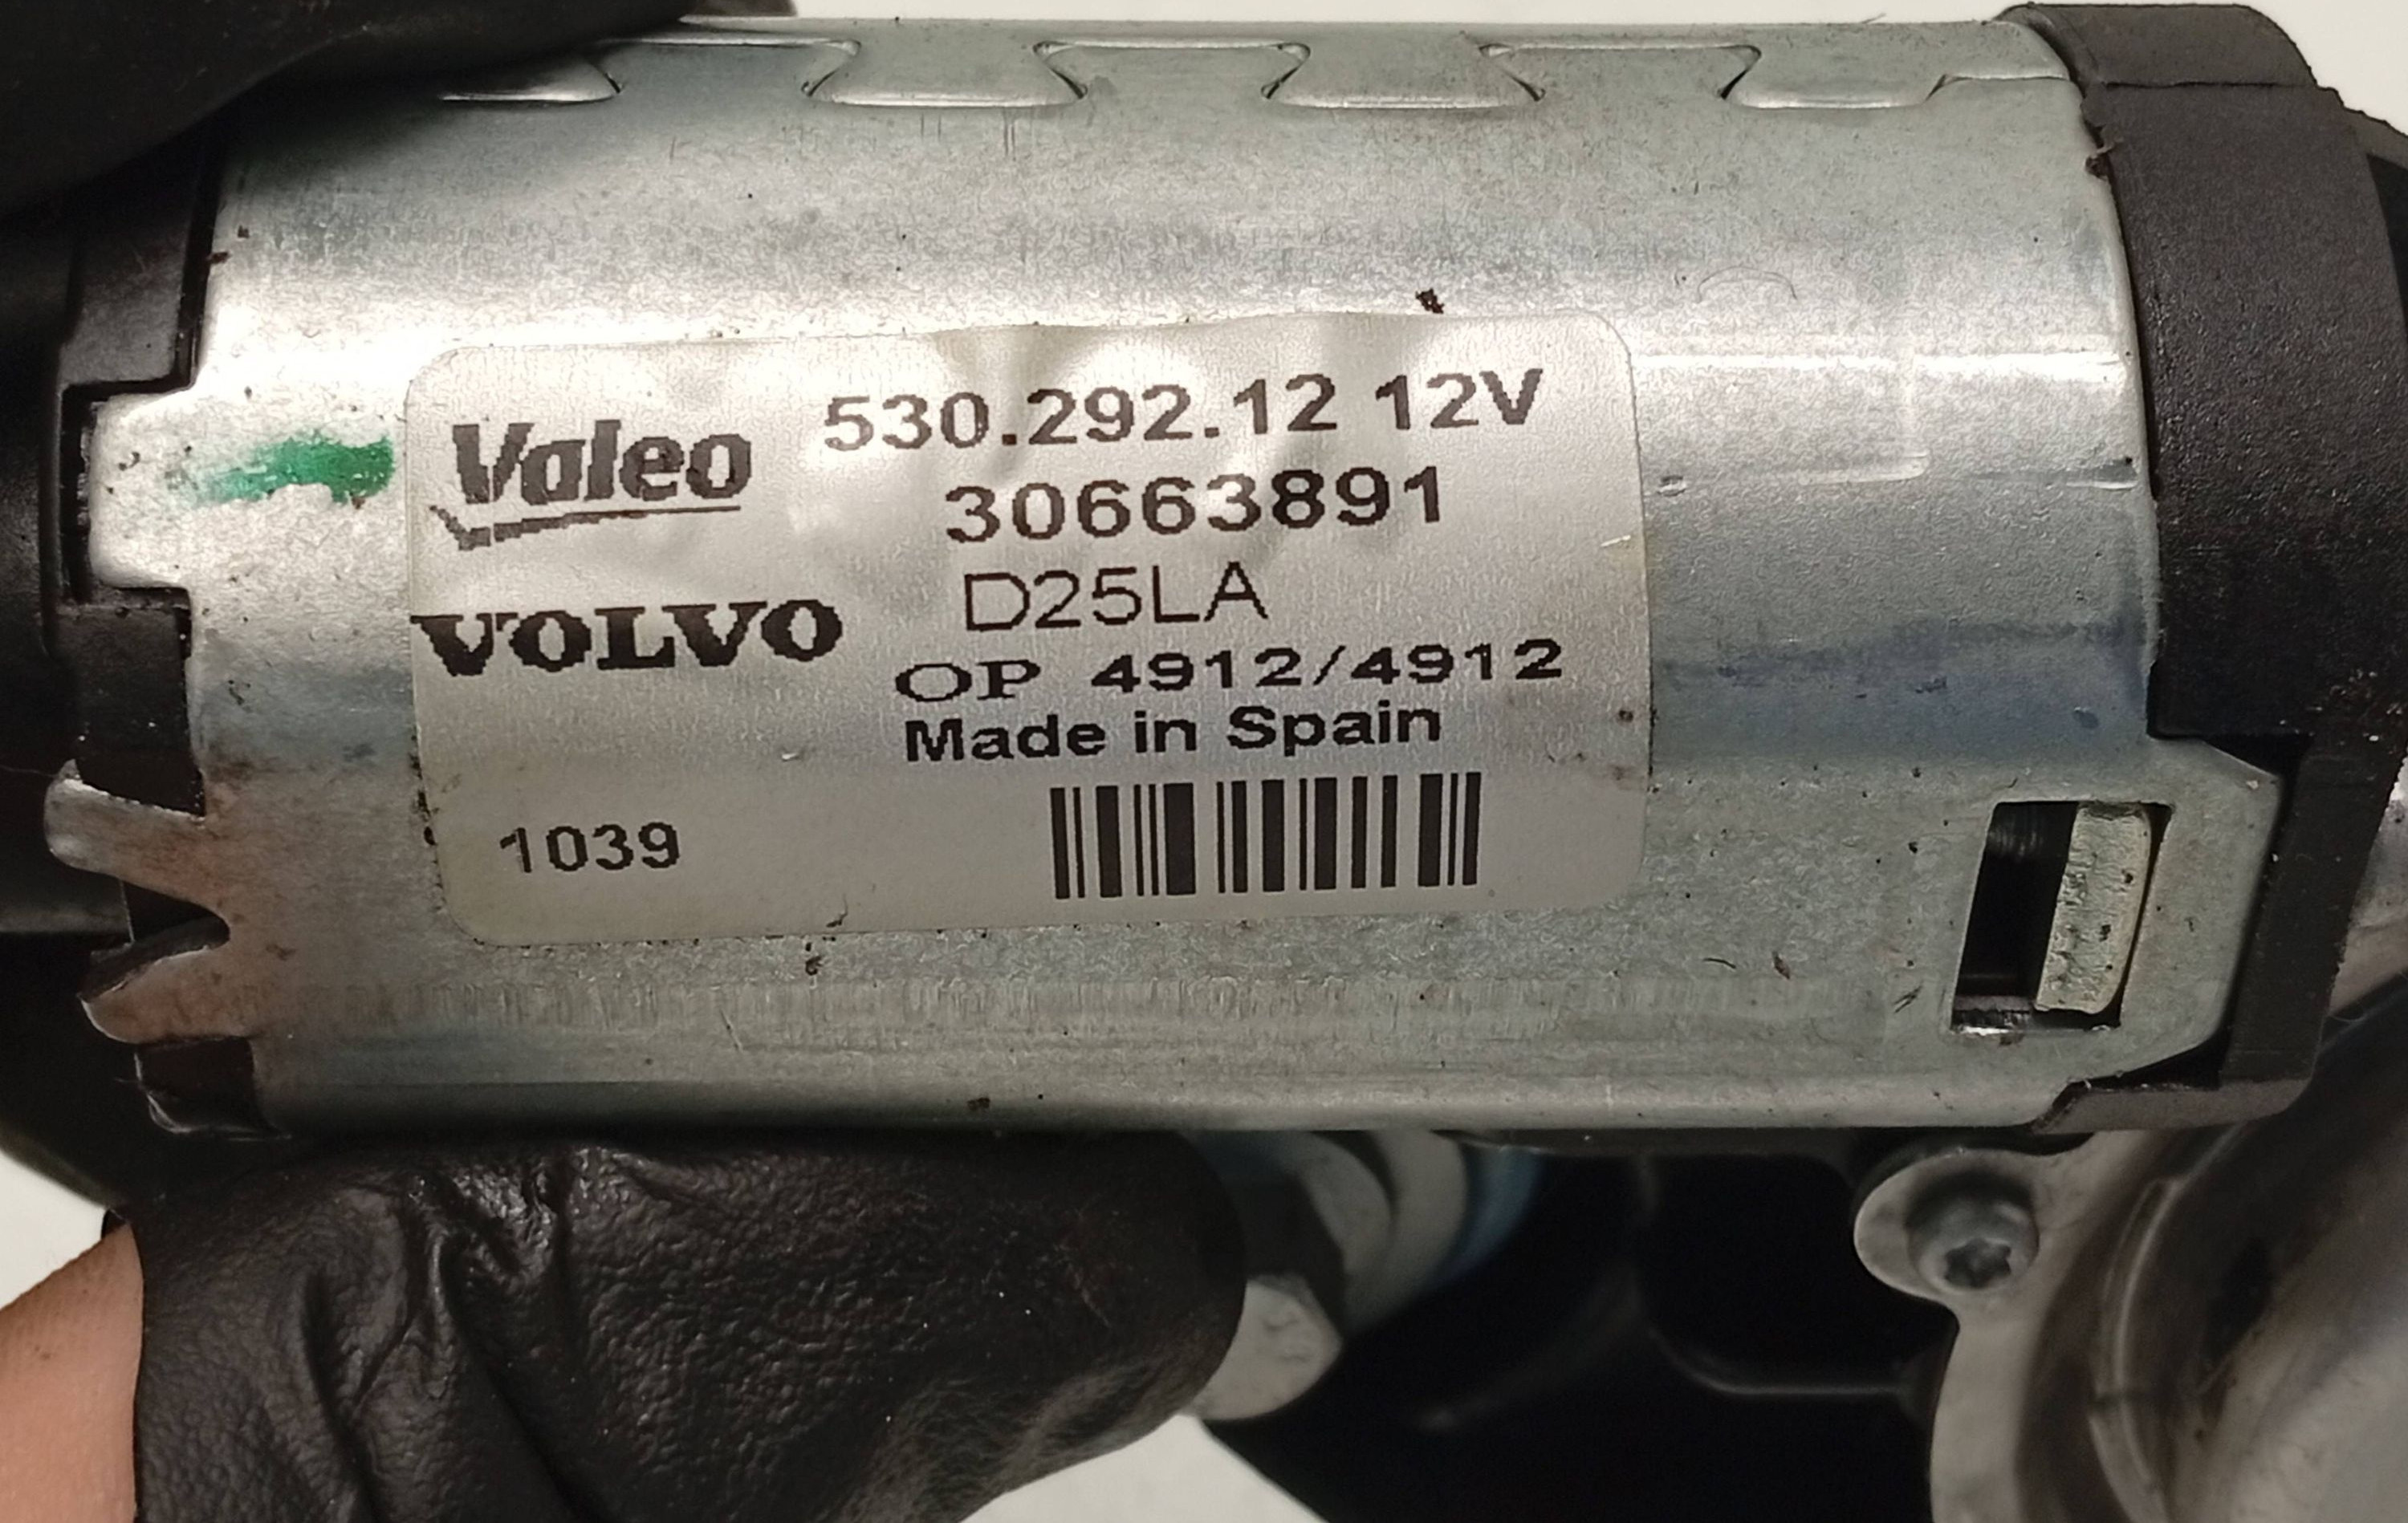 Valeo 530.292.12 12V
30663891
VOLVO D25LA
OP 4912/4912
Made in Spain
1039